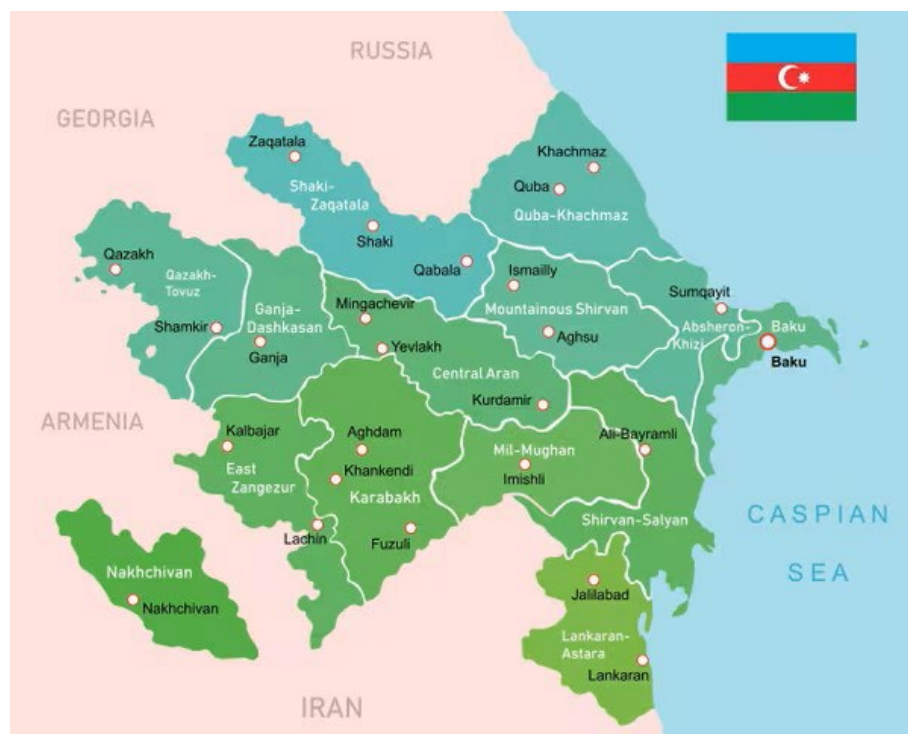 RUSSIA
GEORGIA
Zaqatala
Khachmaz
Shaki-
Zaqatala
Quba
Quba-Khachmaz
Shaki
Qazakh
Qabala
Ismailly
Qazakh-
Tovuz
Sumqayit
Mingachevir
Ganja-
Dashkasan
Mountainous Shirvan
Shamkir
Absheron-
Khizi
Baku
Aghsu
Yevlakh
Ganja
Baku
Central Aran
Kurdamir
ARMENIA
Kalbajar
Aghdam
Ali-Bayramli
Mil-Mughan
East
Zangezur
Khankendi
Imishli
Karabakh
CASPIAN
SEA
Shirvan-Salyan
Lachin
Fuzuli
Nakhchivan
Nakhchivan
Jalilabad
Lankaran-
Astara
Lankaran
IRAN